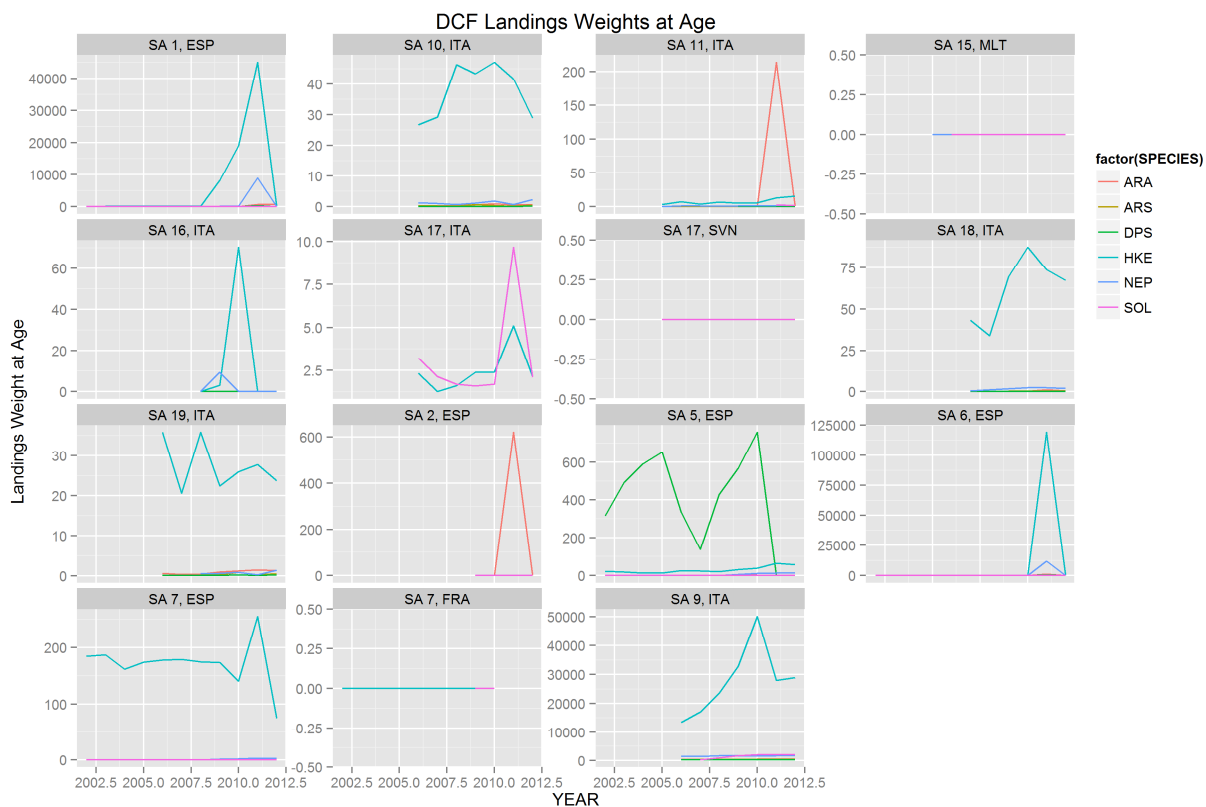 DCF Landings Weights at Age
SA 1, ESP
SA 10, ITA
SA 11, ITA
SA 15, MLT
40000
30000
20000
10000
0
40
30
20
10
0
200
150
100
50
0
0.50
0.25
0.00
-0.25
-0.50
SA 16, ITA
SA 17, ITA
SA 17, SVN
SA 18, ITA
60
40
20
0
10.0
7.5
5.0
2.5
0.50
0.25
0.00
-0.25
-0.50
75
50
25
0
SA 19, ITA
SA 2, ESP
SA 5, ESP
SA 6, ESP
30
20
10
0
600
400
200
0
600
400
200
0
125000
100000
75000
50000
25000
0
SA 7, ESP
SA 7, FRA
SA 9, ITA
200
100
0
0.50
0.25
0.00
-0.25
-0.50
50000
40000
30000
20000
10000
0
2002.5 2005.0 2007.5 2010.0 2012.5
2002.5 2005.0 2007.5 2010.0 2012.5
2002.5 2005.0 2007.5 2010.0 2012.5
YEAR
Landings Weight at Age
factor(SPECIES)
ARA
ARS
DPS
HKE
NEP
SOL